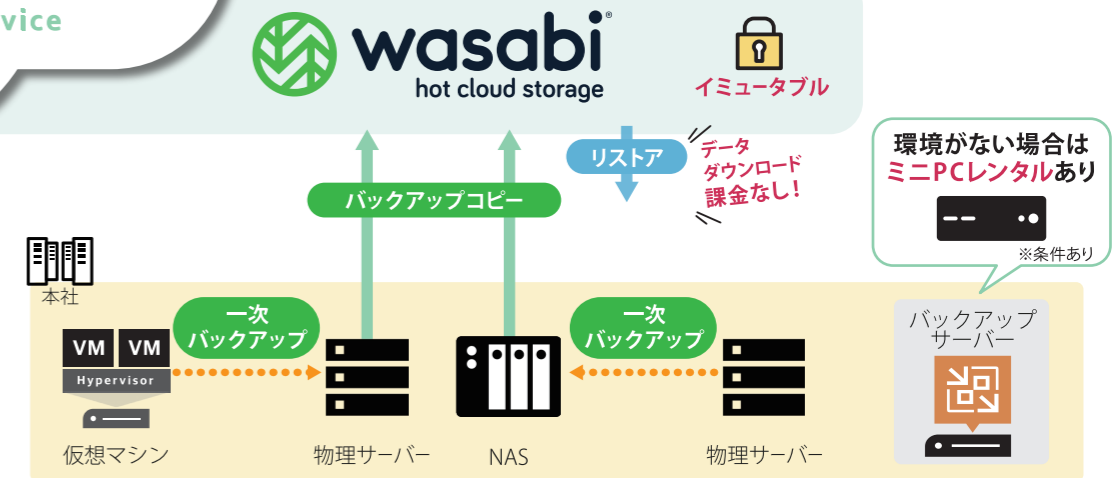 vice
wasabi®
hot cloud storage
イミュータブル
リストア
データ
ダウンロード
課金なし!
バックアップコピー
環境がない場合は
ミニPCレンタルあり
※条件あり
本社
一次
バックアップ
一次
バックアップ
VM VM
Hypervisor
バックアップ
サーバー
仮想マシン
物理サーバー
NAS
物理サーバー